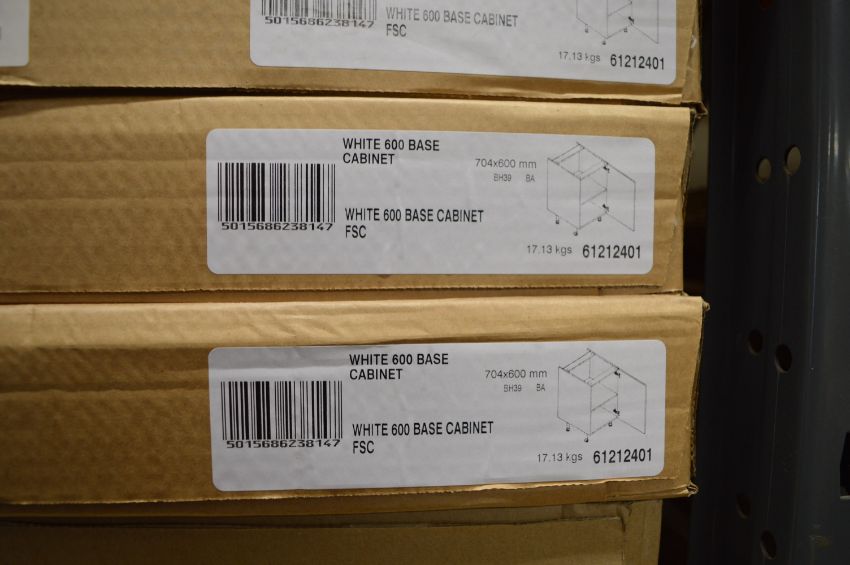 5015686238147
WHITE 600 BASE CABINET
FSC
17.13 kgs 61212401
WHITE 600 BASE
CABINET
704x600 mm
BH39 BA
5015686238147
WHITE 600 BASE CABINET
FSC
17.13 kgs 61212401
WHITE 600 BASE
CABINET
704x600 mm
BH39 BA
5015686238147
WHITE 600 BASE CABINET
FSC
17.13 kgs 61212401